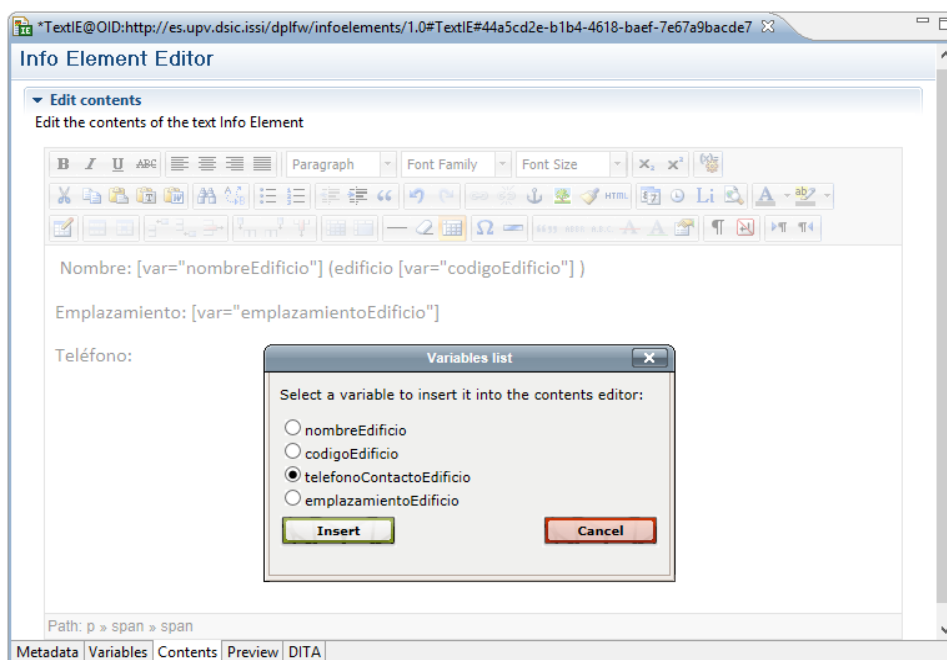 *TextIE@OID:http://es.upv.dsic.issi/dplfw/infoelements/1.0#TextIE#44a5cd2e-b1b4-4618-baef-7e67a9bacde7
Info Element Editor
Edit contents
Edit the contents of the text Info Element
B I U ABC Paragraph Font Family Font Size
HTML
Nombre: [var="nombreEdificio"] (edificio [var="codigoEdificio"] )
Emplazamiento: [var="emplazamientoEdificio"]
Teléfono:
Variables list
Select a variable to insert it into the contents editor:
nombreEdificio
codigoEdificio
telefonoContactoEdificio
emplazamientoEdificio
Insert Cancel
Path: p » span » span
Metadata Variables Contents Preview DITA